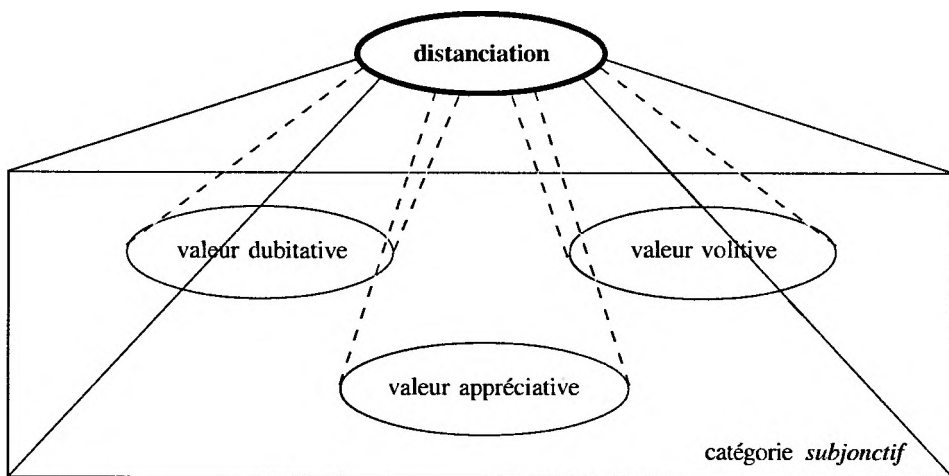 distanciation
valeur dubitative
valeur volitive
valeur appréciative
catégorie subjonctif